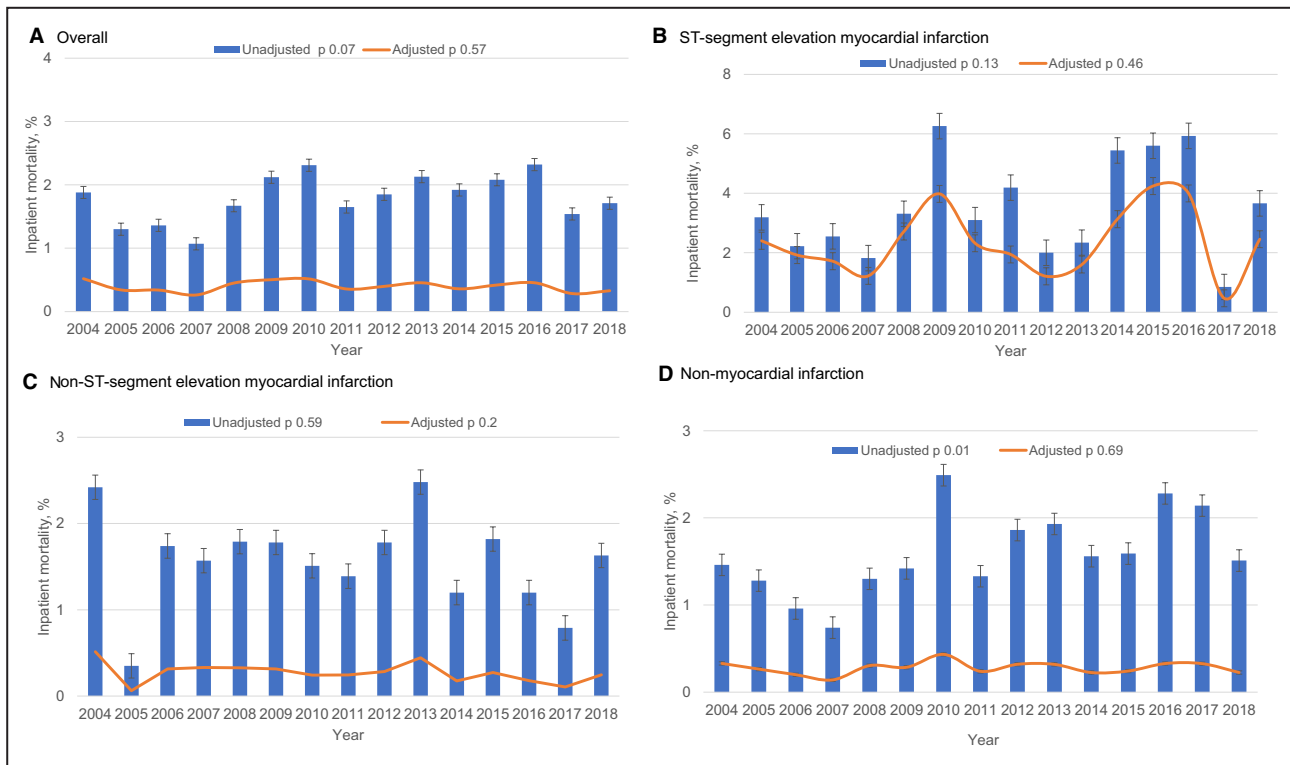 A Overall
Unadjusted p 0.07 Adjusted p 0.57
Inpatient mortality, %
4
3
2
1
0
2004 2005 2006 2007 2008 2009 2010 2011 2012 2013 2014 2015 2016 2017 2018
Year
B ST-segment elevation myocardial infarction
Unadjusted p 0.13 Adjusted p 0.46
Inpatient mortality, %
8
6
4
2
0
2004 2005 2006 2007 2008 2009 2010 2011 2012 2013 2014 2015 2016 2017 2018
Year
C Non-ST-segment elevation myocardial infarction
Unadjusted p 0.59 Adjusted p 0.2
Inpatient mortality, %
3
2
1
0
2004 2005 2006 2007 2008 2009 2010 2011 2012 2013 2014 2015 2016 2017 2018
Year
D Non-myocardial infarction
Unadjusted p 0.01 Adjusted p 0.69
Inpatient mortality, %
3
2
1
0
2004 2005 2006 2007 2008 2009 2010 2011 2012 2013 2014 2015 2016 2017 2018
Year